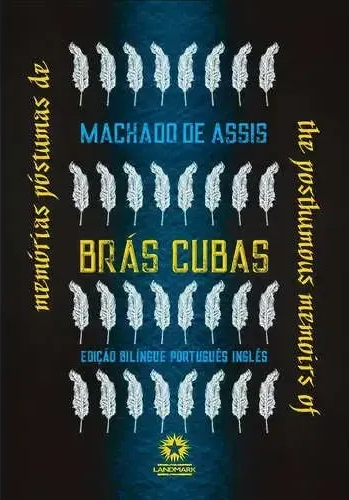 memórias póstumas de
MACHADO DE ASSIS
BRÁS CUBAS
the posthumous memoirs of
EDIÇÃO BILÍNGUE PORTUGUÊS INGLÊS
LANDMARK